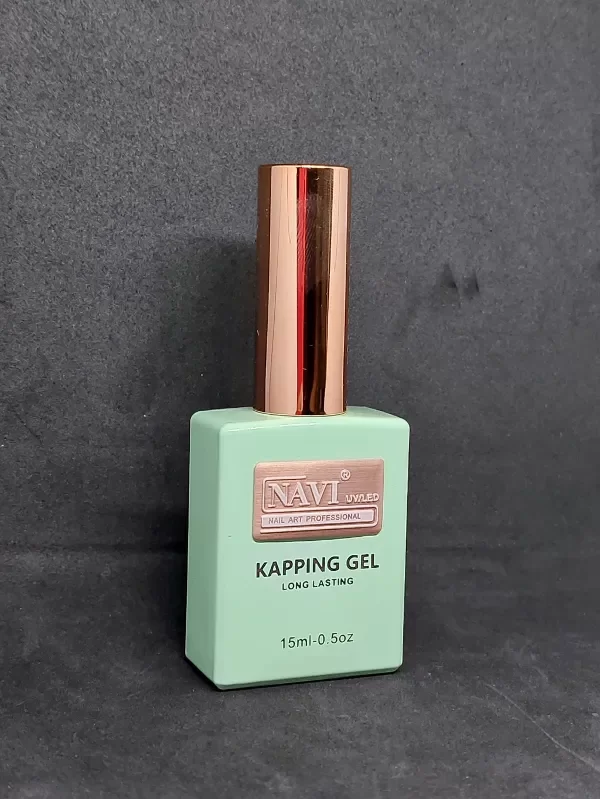 NAVI® UV/LED
NAIL ART PROFESSIONAL
KAPPING GEL
LONG LASTING
15ml-0.5oz